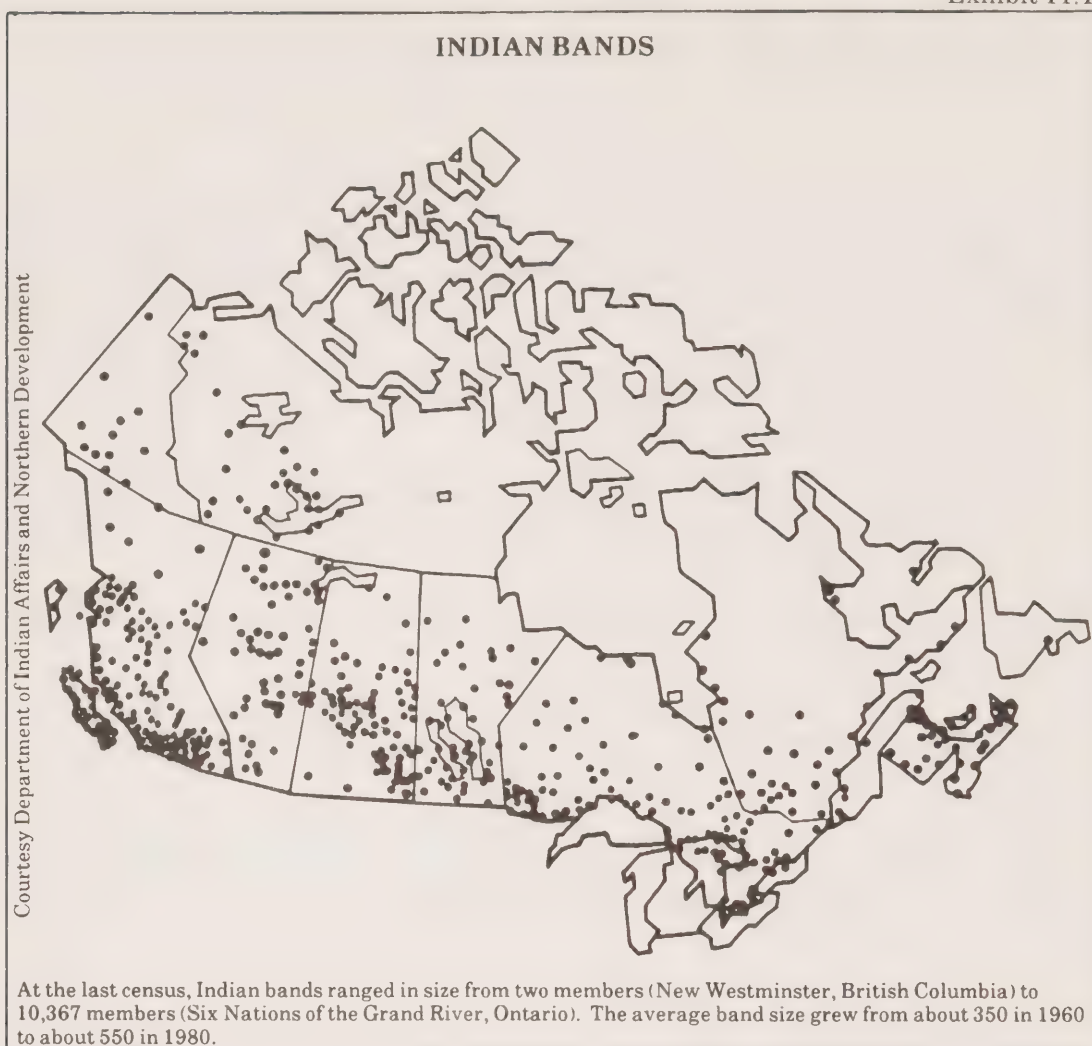 INDIAN BANDS
Courtesy Department of Indian Affairs and Northern Development
At the last census, Indian bands ranged in size from two members (New Westminster, British Columbia) to
10,367 members (Six Nations of the Grand River, Ontario). The average band size grew from about 350 in 1960
to about 550 in 1980.